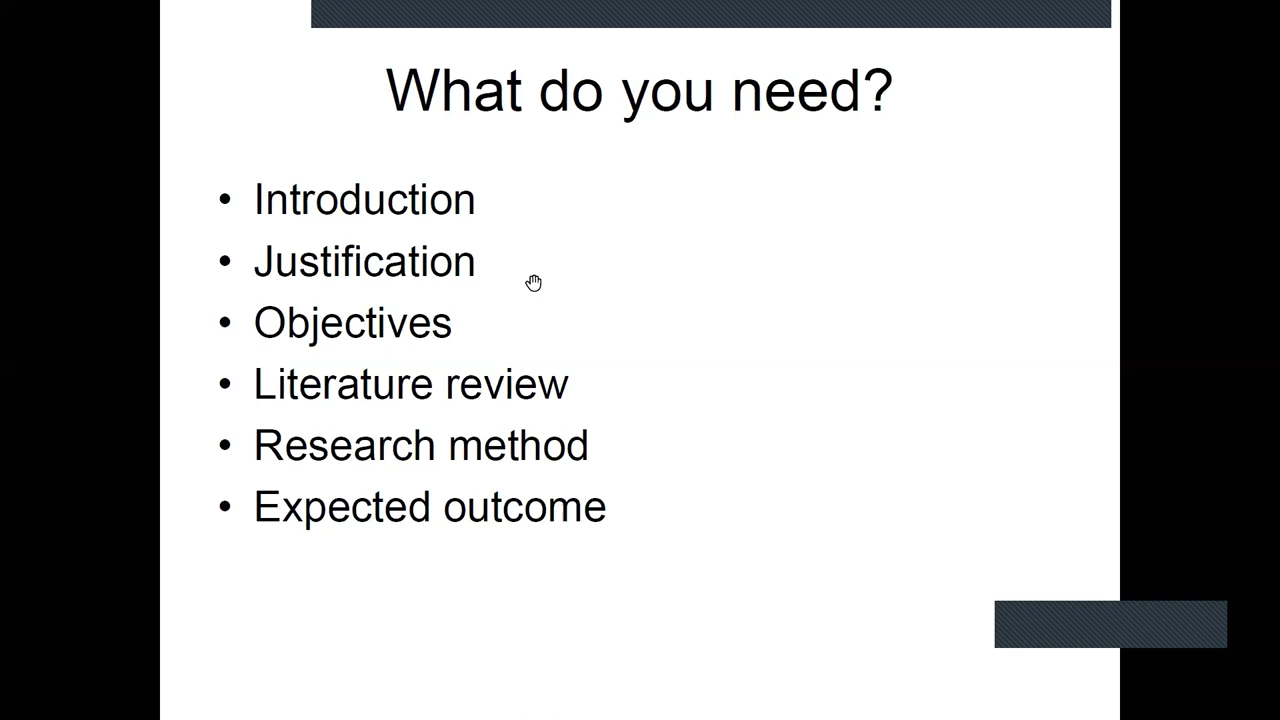 What do you need?
• Introduction
• Justification
• Objectives
• Literature review
• Research method
• Expected outcome